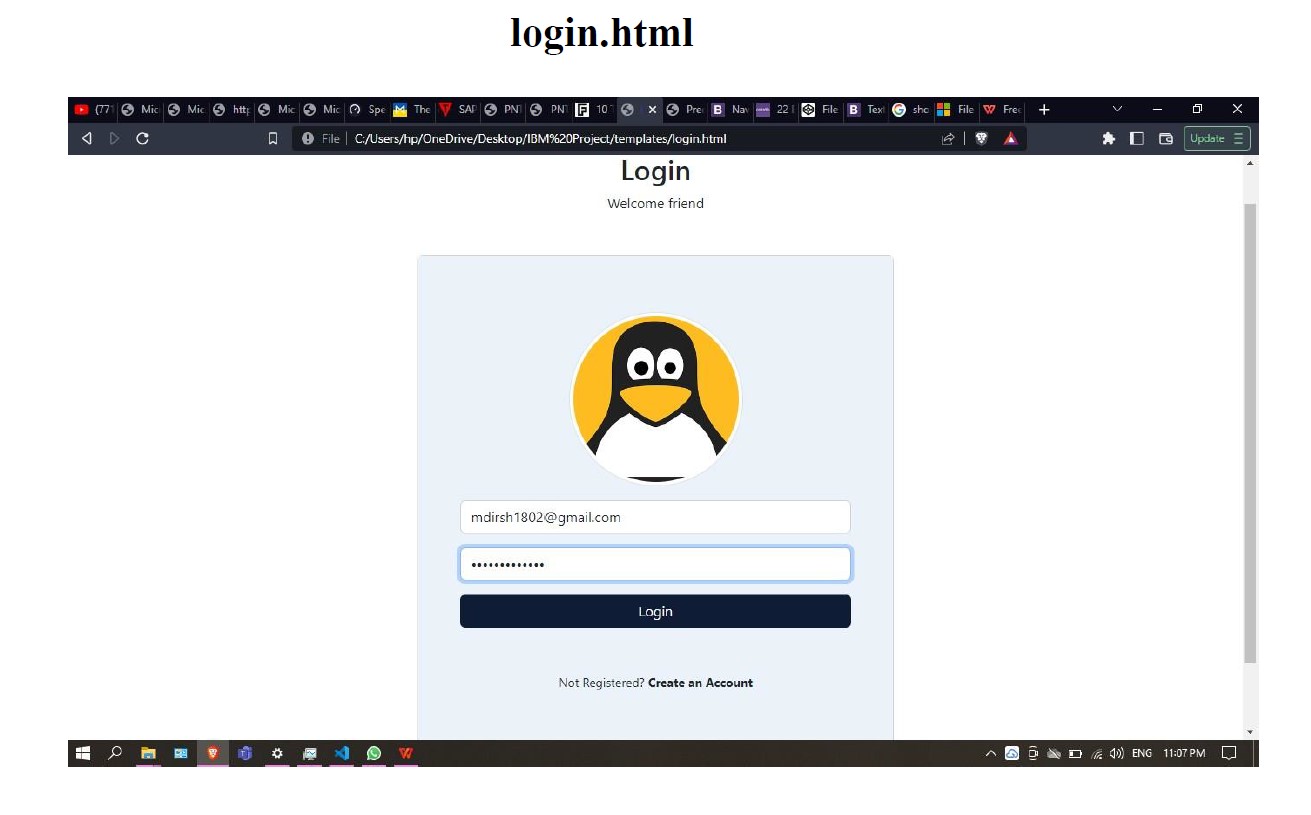 login.html
(77 Mic Mic http Mic Mic Spe The SAP PNT PNT 10 Pre Nav 22 File Text sho File Free
File C:/Users/hp/OneDrive/Desktop/IBM%20Project/templates/login.html Update
Login
Welcome friend
mdirsh1802@gmail.com
•••••••••••••
Login
Not Registered? Create an Account
ENG 11:07 PM